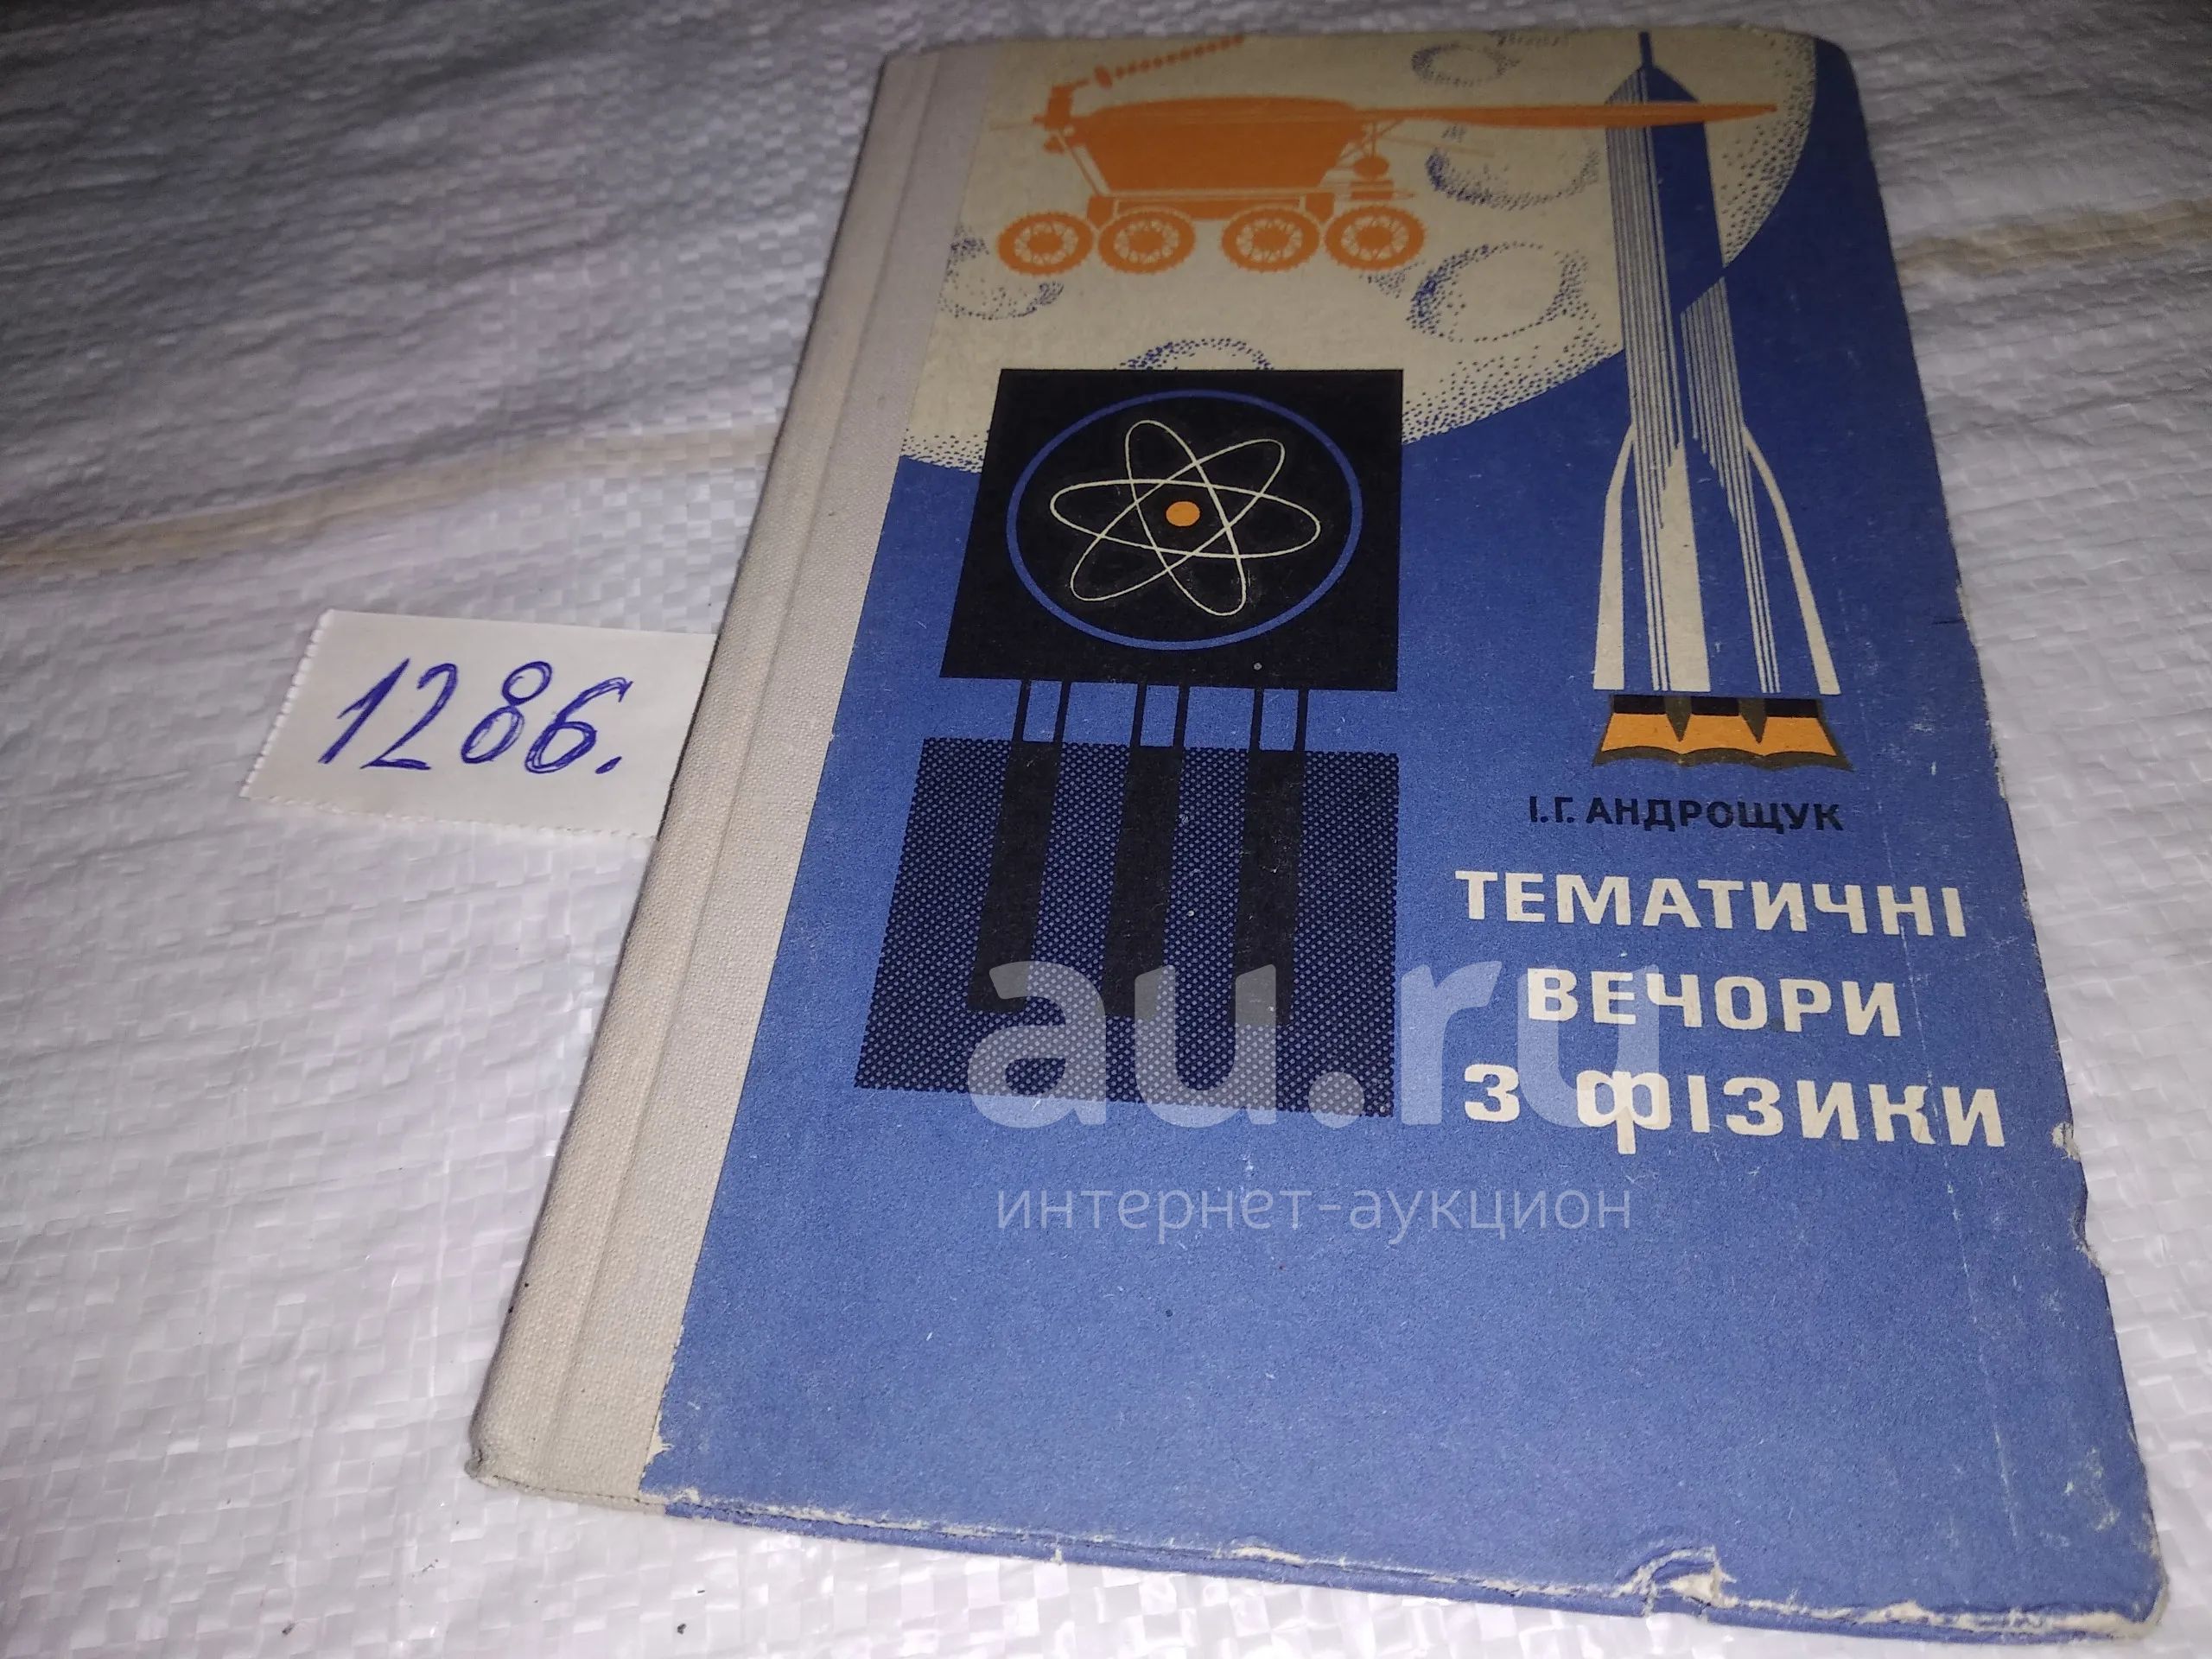 1286.
І.Г. АНДРОЩУК
ТЕМАТИЧНІ
ВЕЧОРИ
З ФІЗИКИ
au.ru
интернет-аукцион